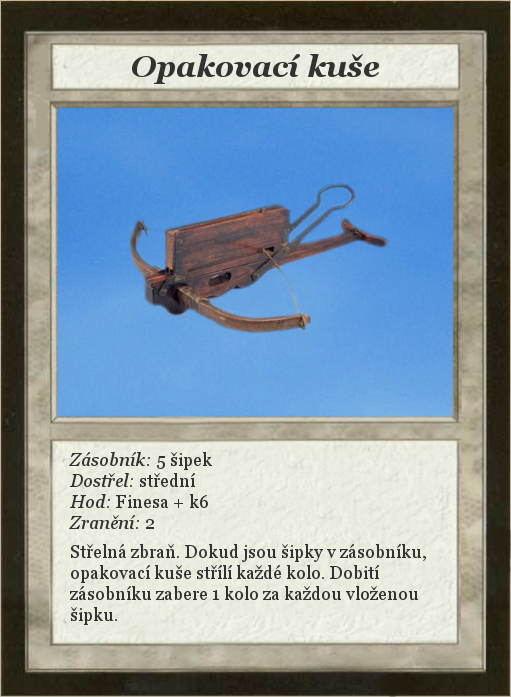 Opakovací kuše
Zásobník: 5 šipek
Dostřel: střední
Hod: Finesa + k6
Zranění: 2
Střelná zbraň. Dokud jsou šipky v zásobníku,
opakovací kuše střílí každé kolo. Dobití
zásobníku zabere 1 kolo za každou vloženou
šipku.